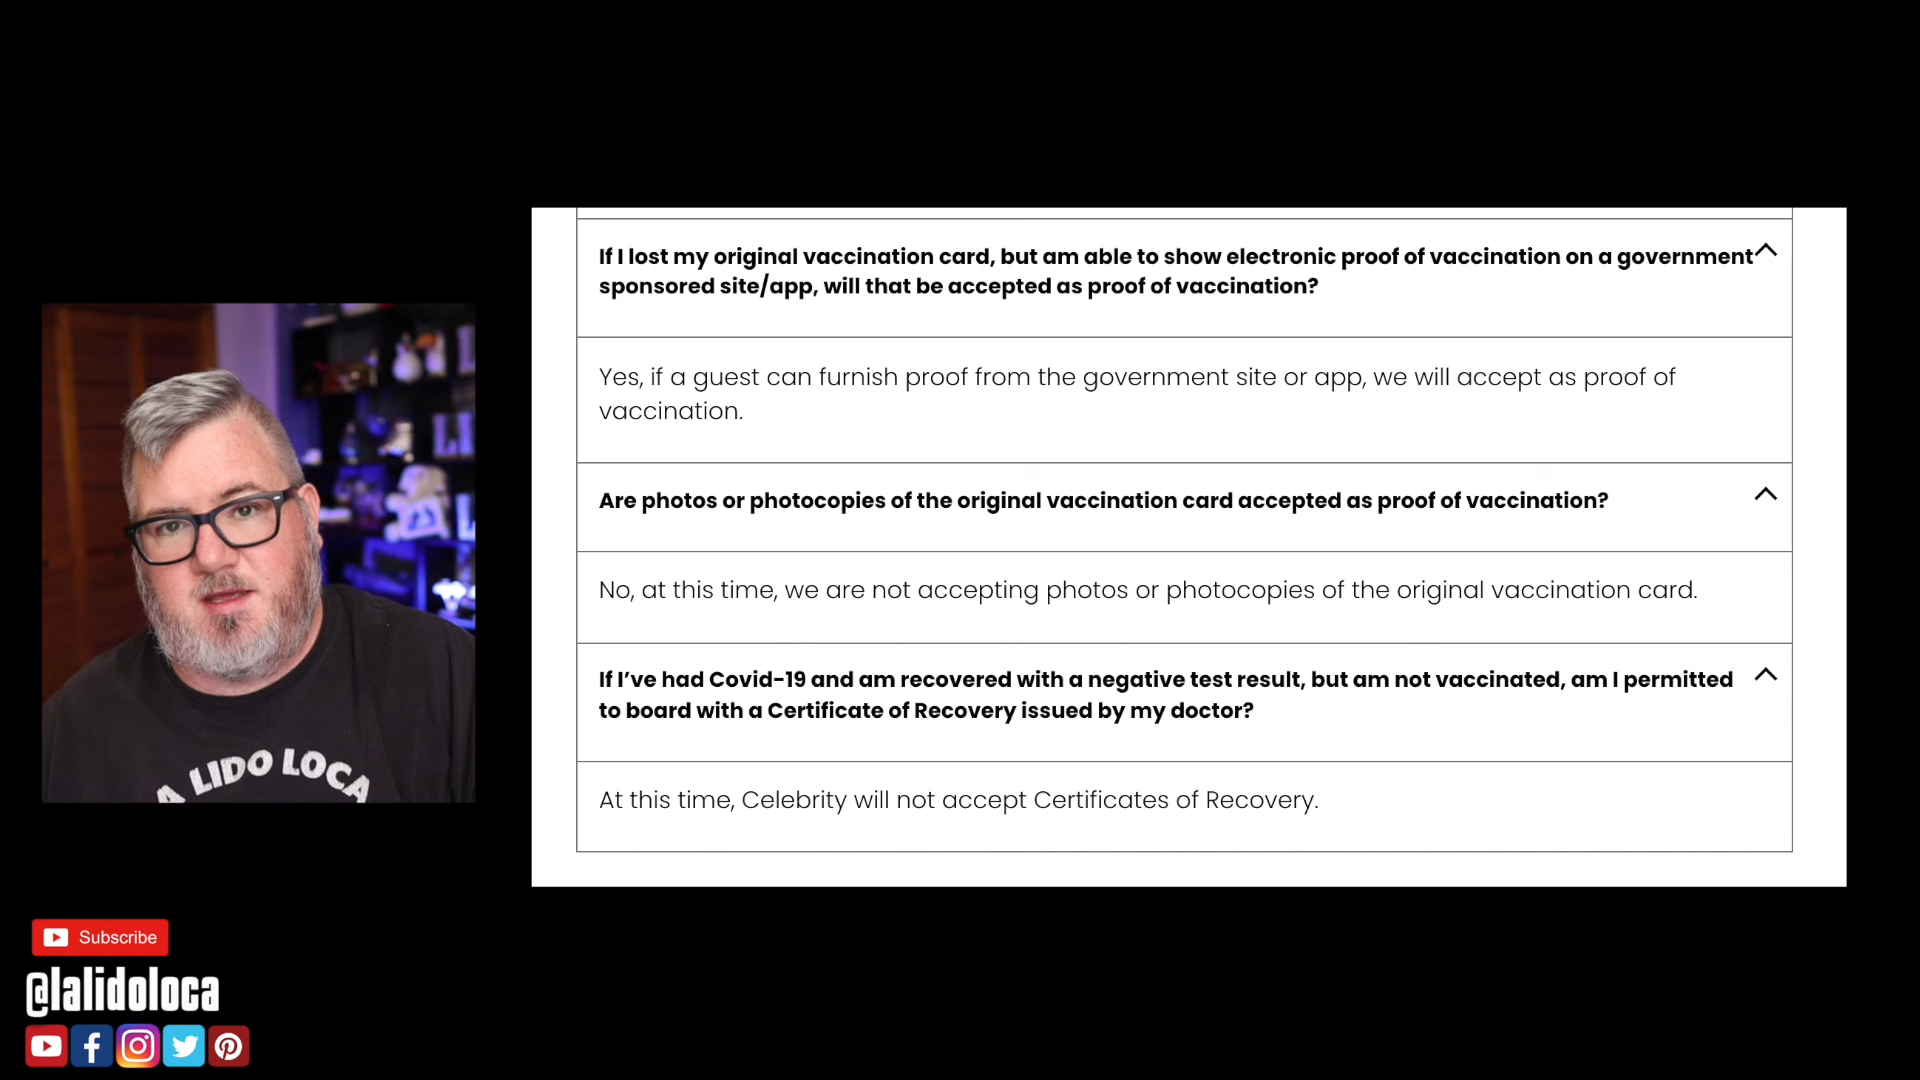 If I lost my original vaccination card, but am able to show electronic proof of vaccination on a government
sponsored site/app, will that be accepted as proof of vaccination?
Yes, if a guest can furnish proof from the government site or app, we will accept as proof of
vaccination.
Are photos or photocopies of the original vaccination card accepted as proof of vaccination?
No, at this time, we are not accepting photos or photocopies of the original vaccination card.
If I’ve had Covid-19 and am recovered with a negative test result, but am not vaccinated, am I permitted
to board with a Certificate of Recovery issued by my doctor?
At this time, Celebrity will not accept Certificates of Recovery.
A LIDO LOCA
Subscribe
@lalidoloca